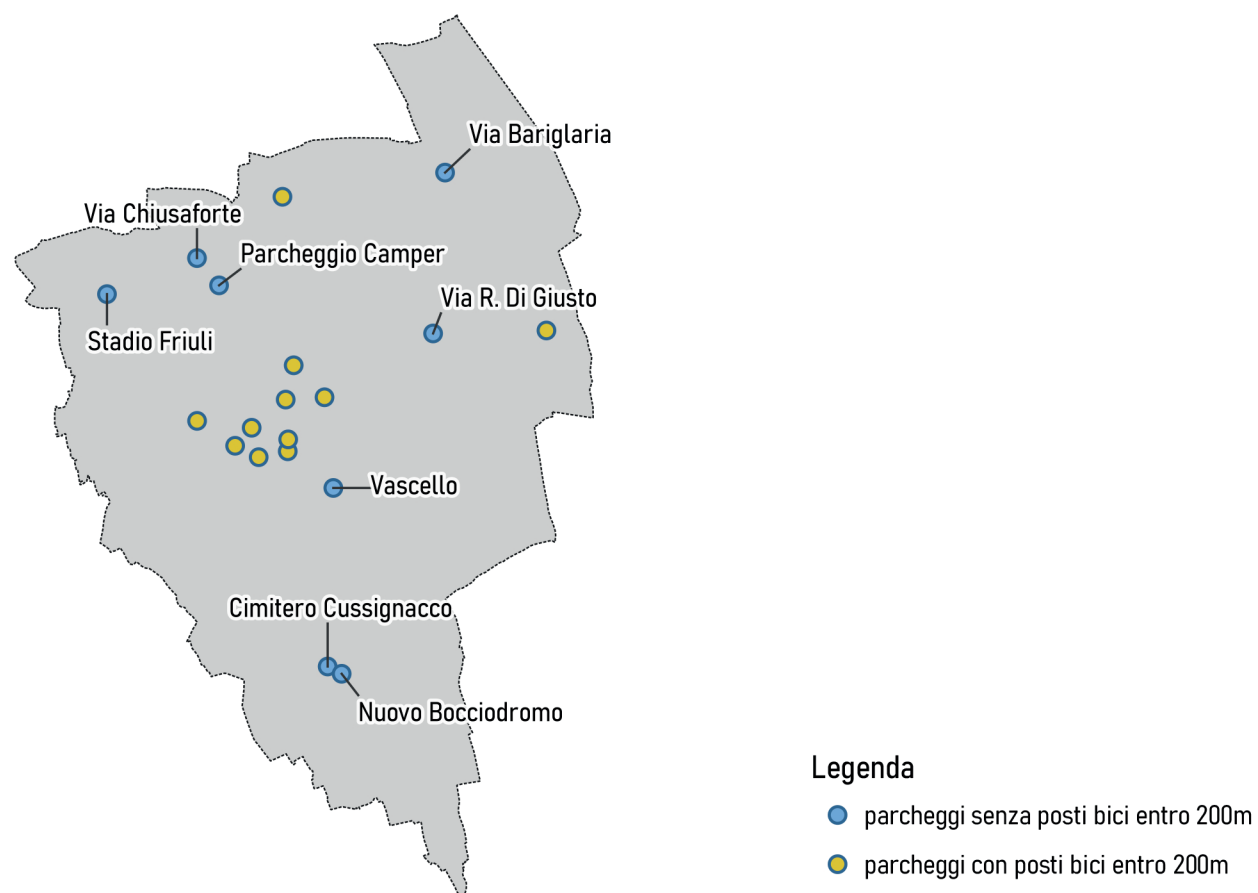 Via Bariglaria
Via Chiusaforte
Parcheggio Camper
Via R. Di Giusto
Stadio Friuli
Vascello
Cimitero Cussignacco
Nuovo Bocciodromo
Legenda
parcheggi senza posti bici entro 200m
parcheggi con posti bici entro 200m